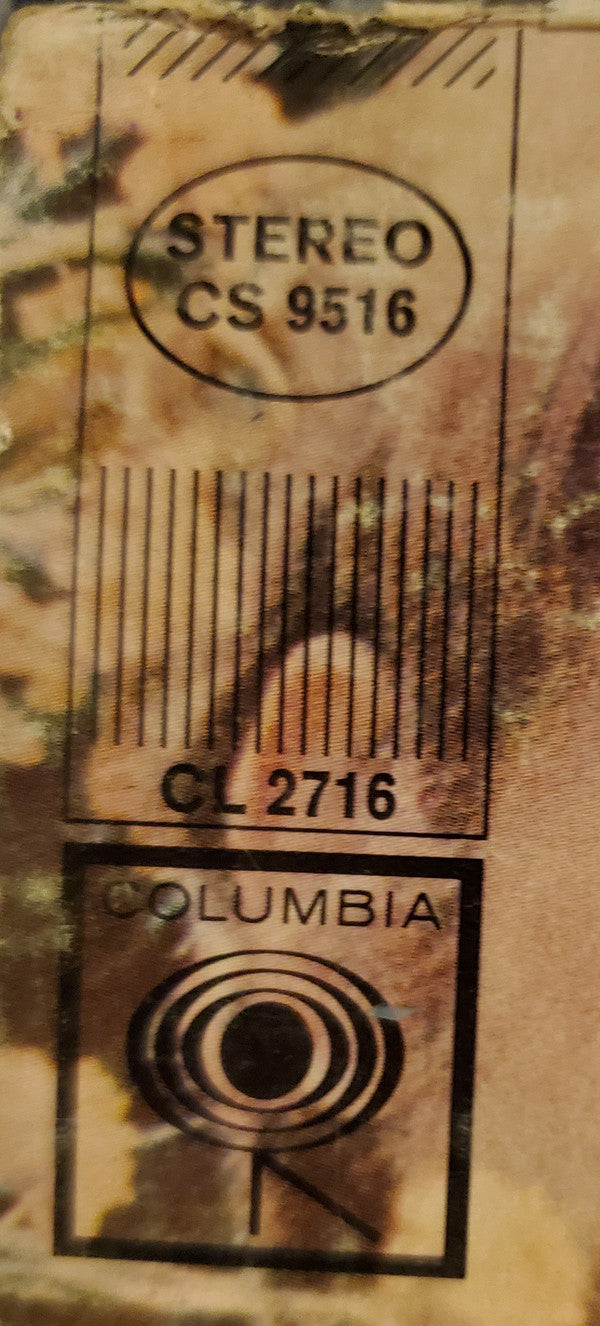 STEREO
CS 9516
CL 2716
COLUMBIA